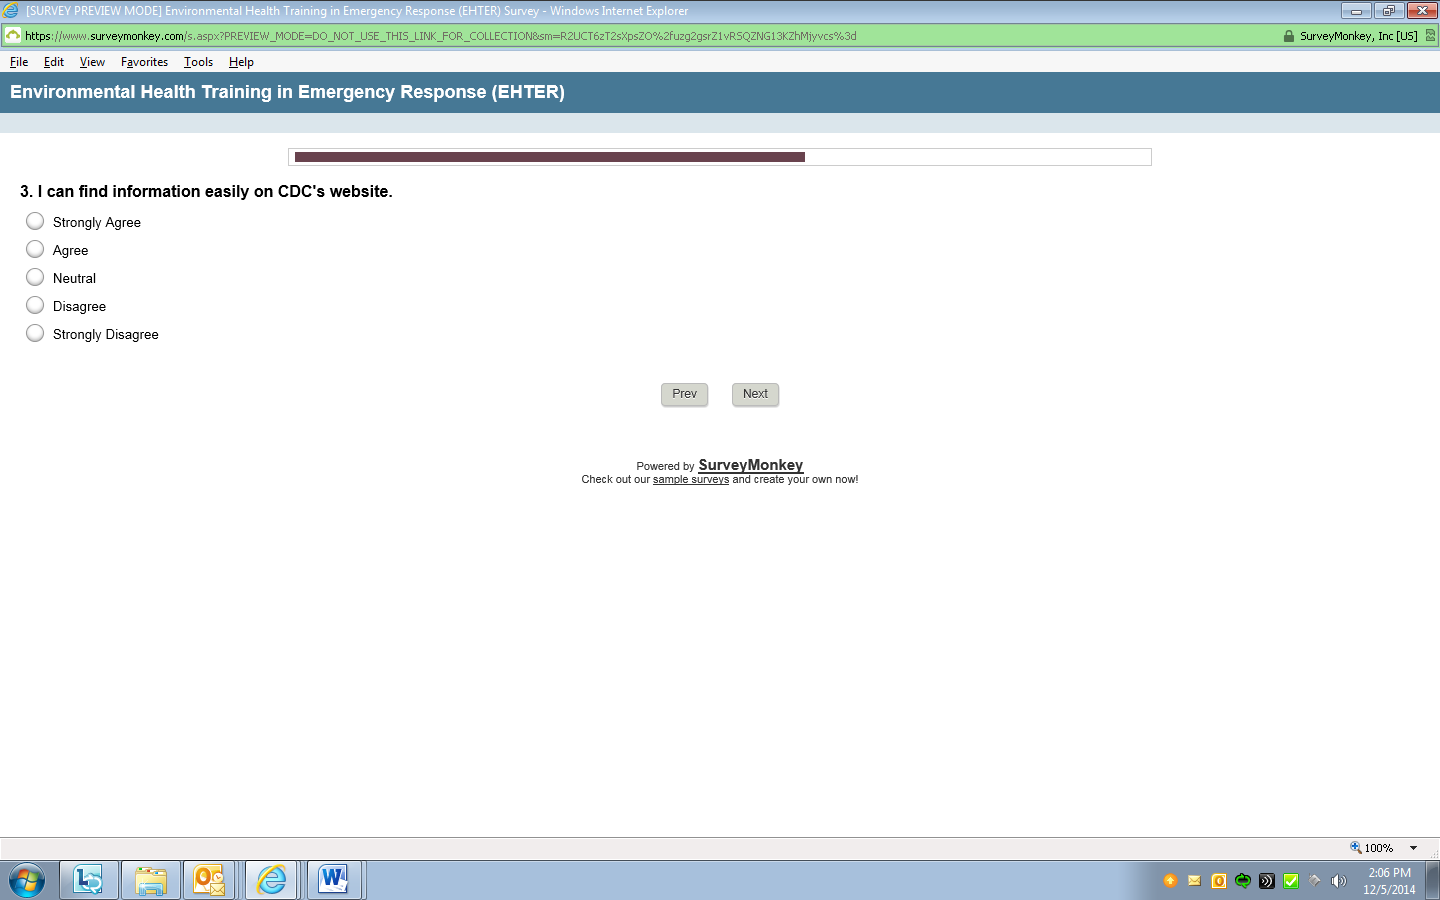 [SURVEY PREVIEW MODE] Environmental Health Training in Emergency Response (EHTER) Survey - Windows Internet Explorer
https://www.surveymonkey.com/s.aspx?PREVIEW_MODE=DO_NOT_USE_THIS_LINK_FOR_COLLECTION&sm=R2UCT6zT2sXpsZO%2fuzg2gsrZ1vRSQZNG13KZhMjyvcs%3d SurveyMonkey, Inc [US]
File Edit View Favorites Tools Help
Environmental Health Training in Emergency Response (EHTER)
3. I can find information easily on CDC's website.
Strongly Agree
Agree
Neutral
Disagree
Strongly Disagree
Prev Next
Powered by SurveyMonkey
Check out our sample surveys and create your own now!
100%
2:06 PM
12/5/2014